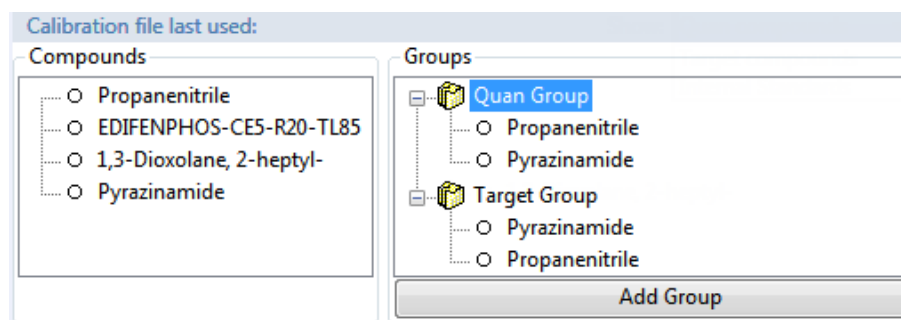 Calibration file last used:
Compounds
Propanenitrile
EDIFENPHOS-CE5-R20-TL85
1,3-Dioxolane, 2-heptyl-
Pyrazinamide
Groups
Quan Group
Propanenitrile
Pyrazinamide
Target Group
Pyrazinamide
Propanenitrile
Add Group